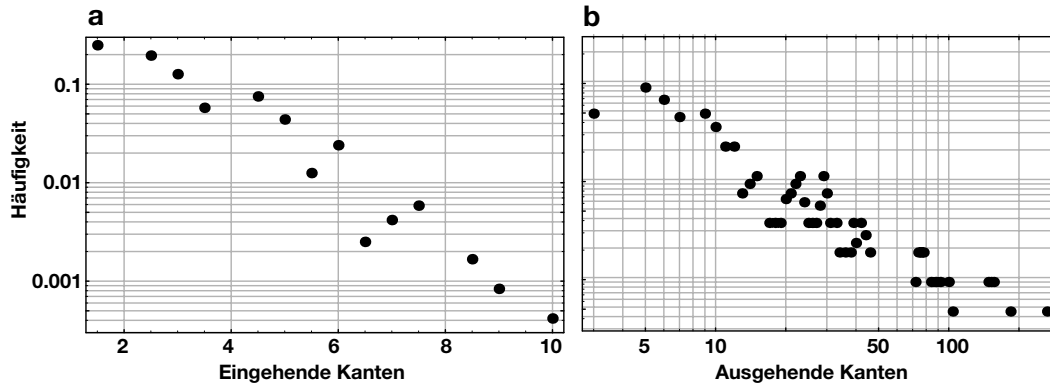 a
b
Häufigkeit
0.1
0.01
0.001
2 4 6 8 10
Eingehende Kanten
5 10 50 100
Ausgehende Kanten